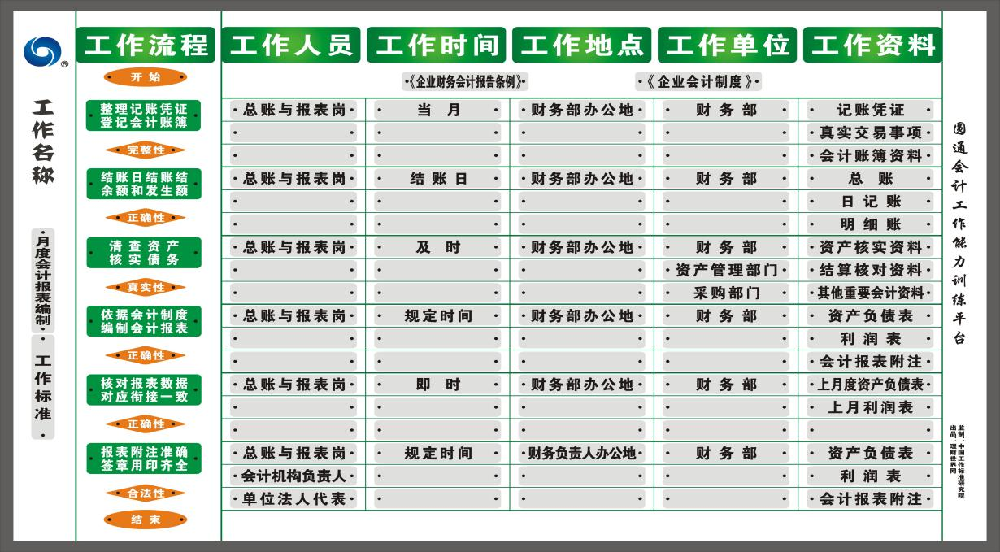 ®
工作名称
月度会计报表编制
工作标准
工作流程 工作人员 工作时间 工作地点 工作单位 工作资料
开始
《企业财务会计报告条例》 《企业会计制度》
整理记账凭证
登记会计账簿
总账与报表岗 当月 财务部办公地 财务部 记账凭证
真实交易事项
完整性
会计账簿资料
结账日结账结
余额和发生额
总账与报表岗 结账日 财务部办公地 财务部 总账
日记账
正确性
明细账
清查资产
核实债务
总账与报表岗 及时 财务部办公地 财务部 资产核实资料
资产管理部门 结算核对资料
真实性
采购部门 其他重要会计资料
依据会计制度
编制会计报表
总账与报表岗 规定时间 财务部办公地 财务部 资产负债表
利润表
正确性
会计报表附注
核对报表数据
对应衔接一致
总账与报表岗 即时 财务部办公地 财务部 上月度资产负债表
上月利润表
正确性
报表附注准确
签章用印齐全
总账与报表岗 规定时间 财务负责人办公地 财务部 资产负债表
会计机构负责人 利润表
合法性
单位法人代表 会计报表附注
结束
圆通会计工作能力训练平台
监制：中国工作标准研究院
出品：理财世界网